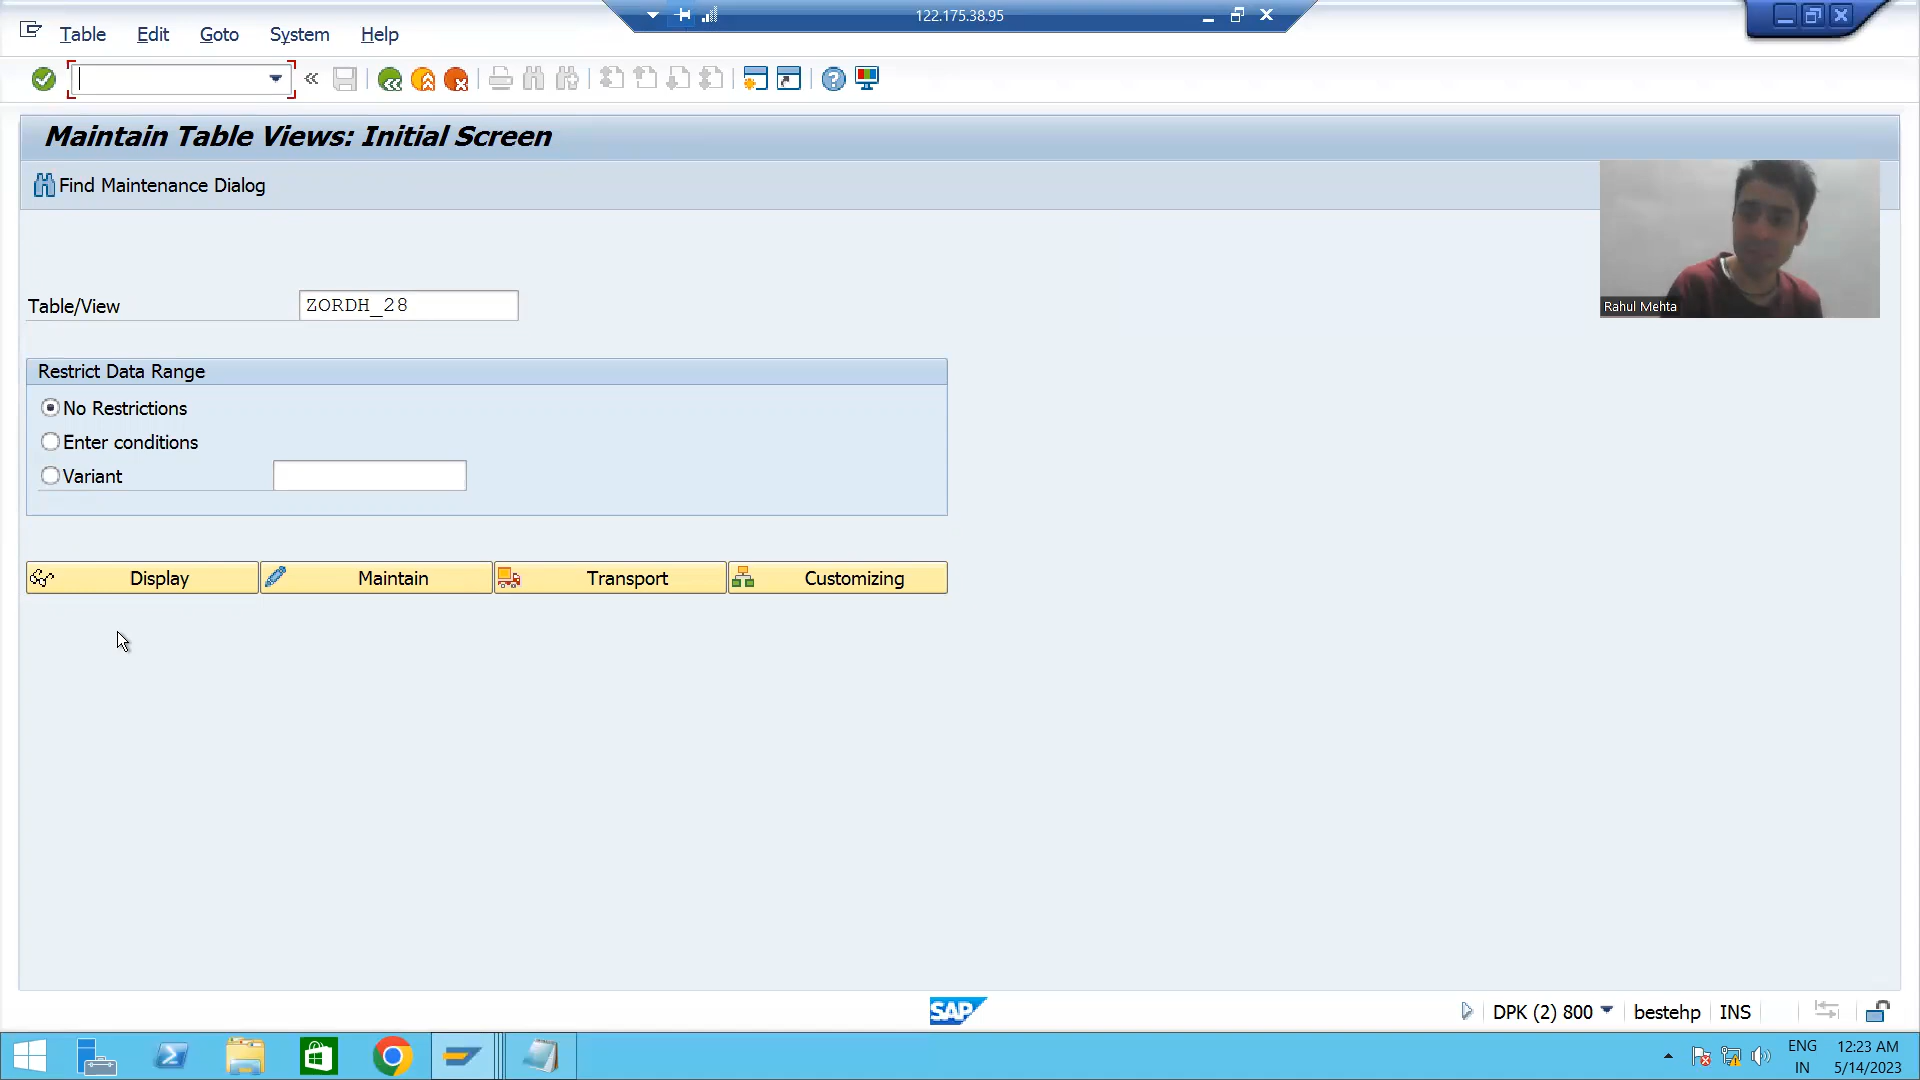 122.175.38.95
Table Edit Goto System Help
Maintain Table Views: Initial Screen
Find Maintenance Dialog
Table/View ZORDH_28
Rahul Mehta
Restrict Data Range
No Restrictions
Enter conditions
Variant
Display Maintain Transport Customizing
SAP
DPK (2) 800 bestehp INS
ENG 12:23 AM
IN 5/14/2023